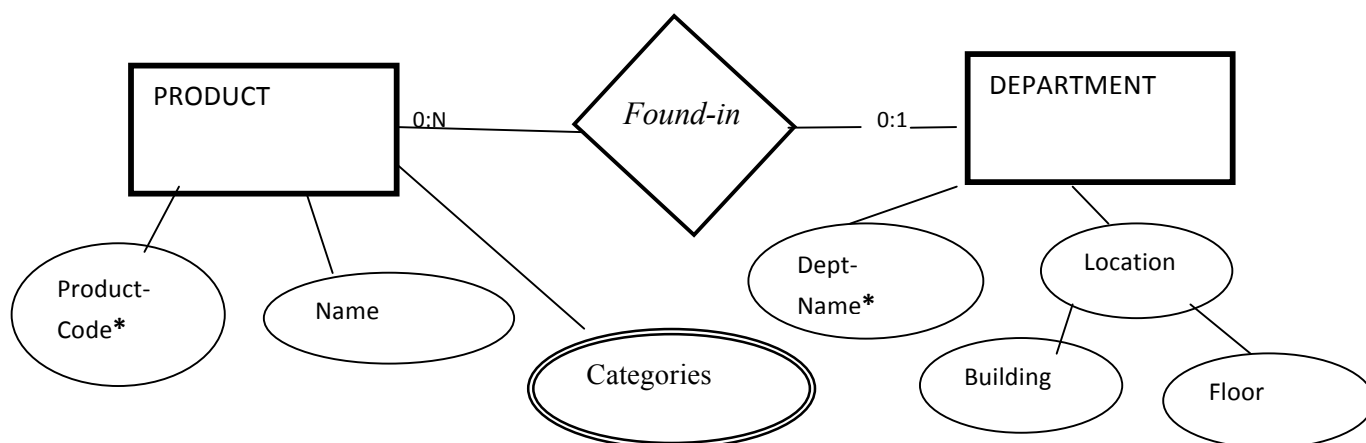 PRODUCT
DEPARTMENT
Found-in
0:N
0:1
Product-
Code*
Name
Categories
Dept-
Name*
Location
Building
Floor